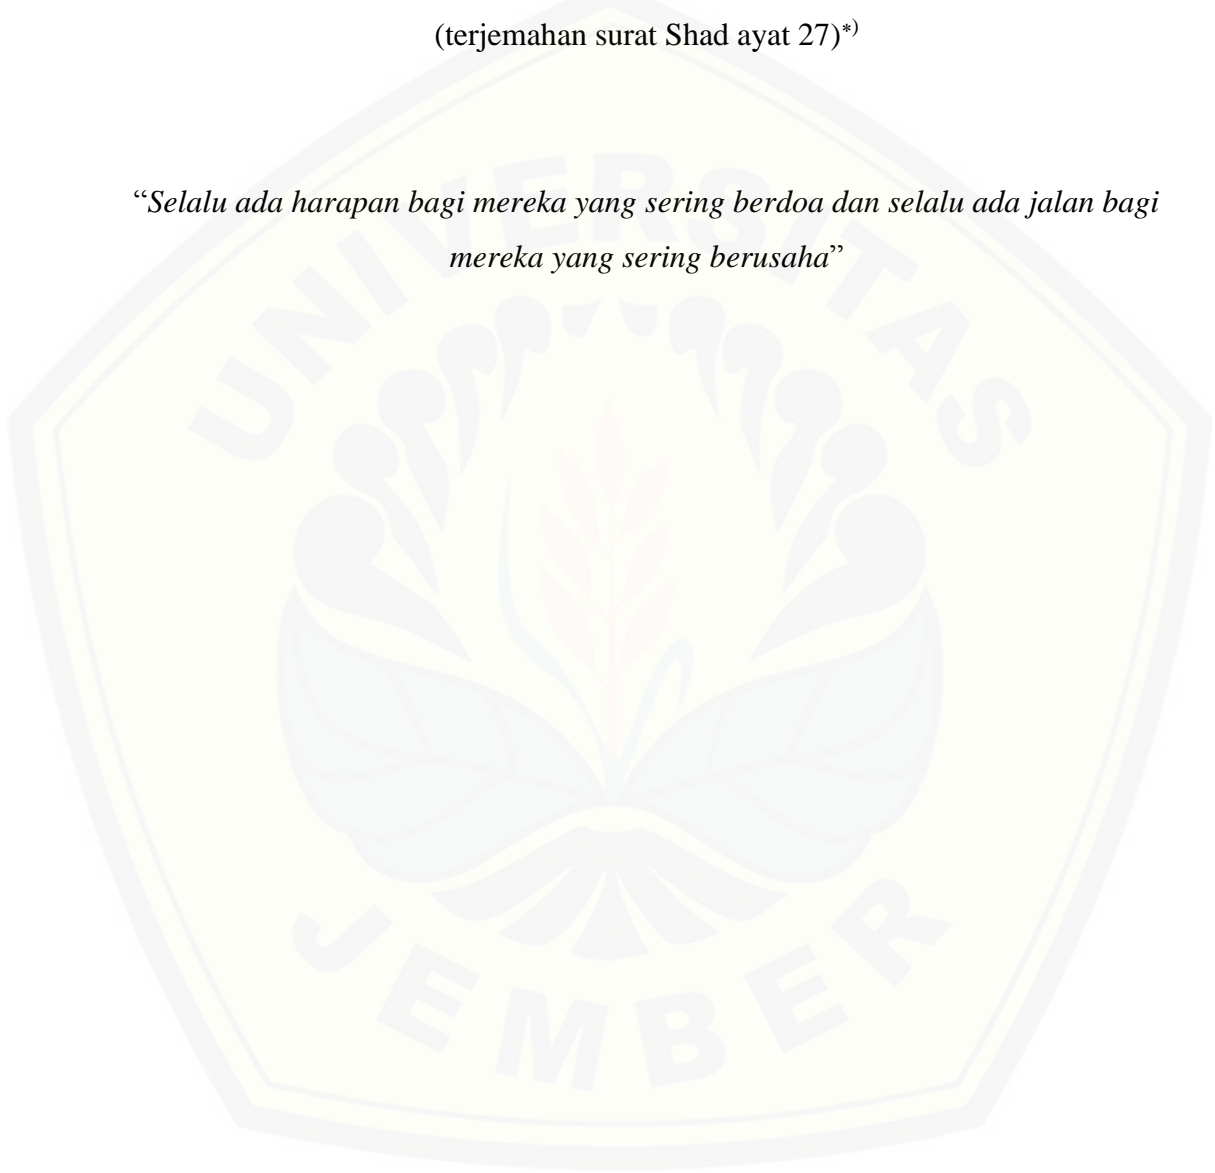 (terjemahan surat Shad ayat 27)*)
“Selalu ada harapan bagi mereka yang sering berdoa dan selalu ada jalan bagi
mereka yang sering berusaha”
UNIVERSITAS
JEMBER